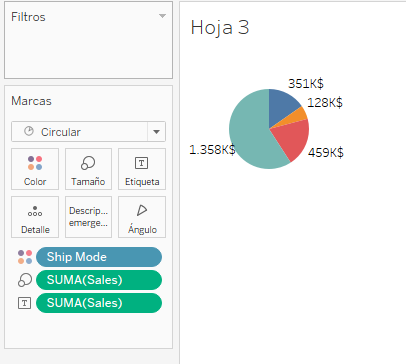 Filtros
Marcas
Circular
Color
Tamaño
Etiqueta
Detalle
Descrip...
emerge...
Ángulo
Ship Mode
SUMA(Sales)
T
SUMA(Sales)
Hoja 3
351K$
128K$
459K$
1.358K$